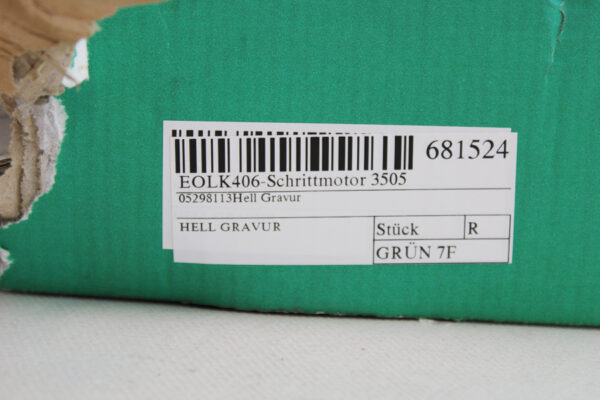 681524
EOLK406-Schrittmotor 3505
05298113Hell Gravur
HELL GRAVUR
Stück
R
GRÜN 7F